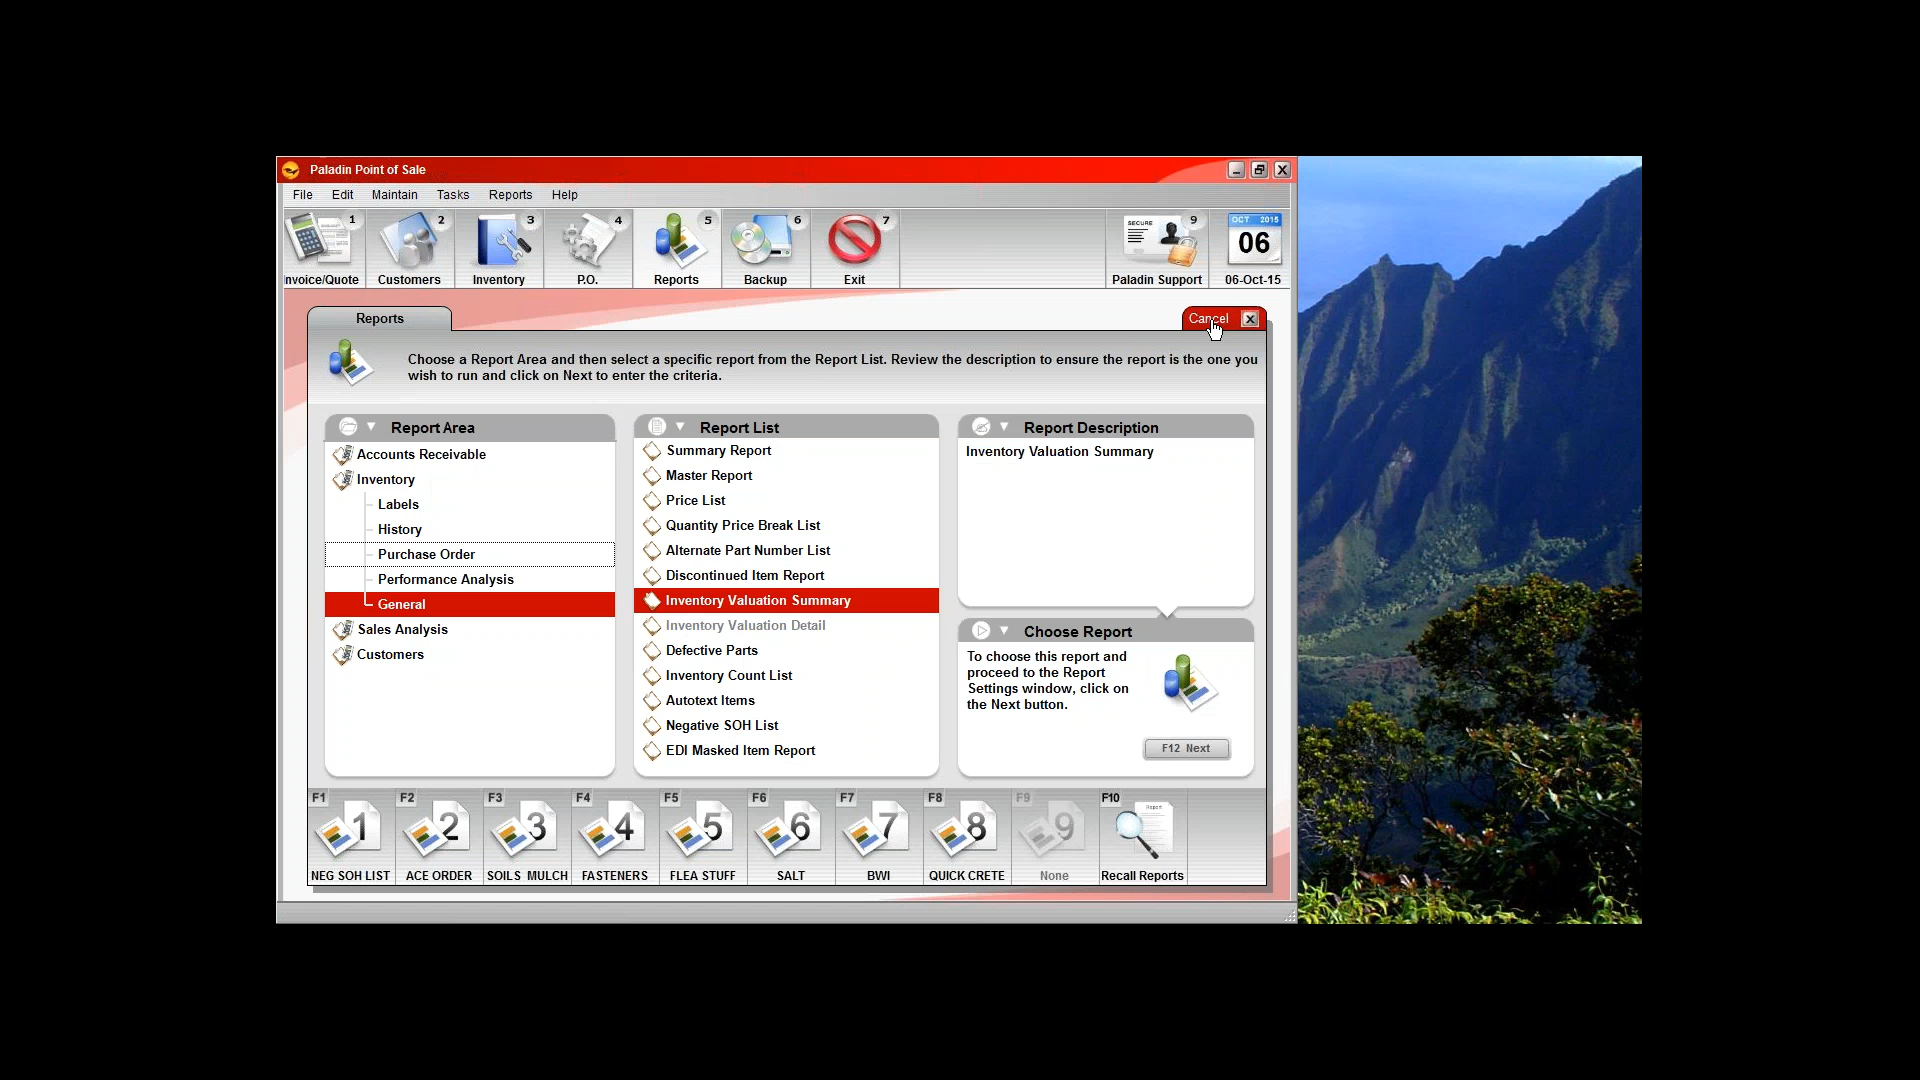 Paladin Point of Sale
File Edit Maintain Tasks Reports Help
1 2 3 4 5 6 7 9 OCT 2015
SECURE 06
nvoice/Quote Customers Inventory P.O. Reports Backup Exit Paladin Support 06-Oct-15
Reports
Cancel
Choose a Report Area and then select a specific report from the Report List. Review the description to ensure the report is the one you
wish to run and click on Next to enter the criteria.
Report Area
Accounts Receivable
Inventory
Labels
History
Purchase Order
Performance Analysis
General
Sales Analysis
Customers
Report List
Summary Report
Master Report
Price List
Quantity Price Break List
Alternate Part Number List
Discontinued Item Report
Inventory Valuation Summary
Inventory Valuation Detail
Defective Parts
Inventory Count List
Autotext Items
Negative SOH List
EDI Masked Item Report
Report Description
Inventory Valuation Summary
Choose Report
To choose this report and
proceed to the Report
Settings window, click on
the Next button.
F12 Next
F1 F2 F3 F4 F5 F6 F7 F8 F9 F10
1 2 3 4 5 6 7 8 9 Report
NEG SOH LIST ACE ORDER SOILS MULCH FASTENERS FLEA STUFF SALT BWI QUICK CRETE None Recall Reports